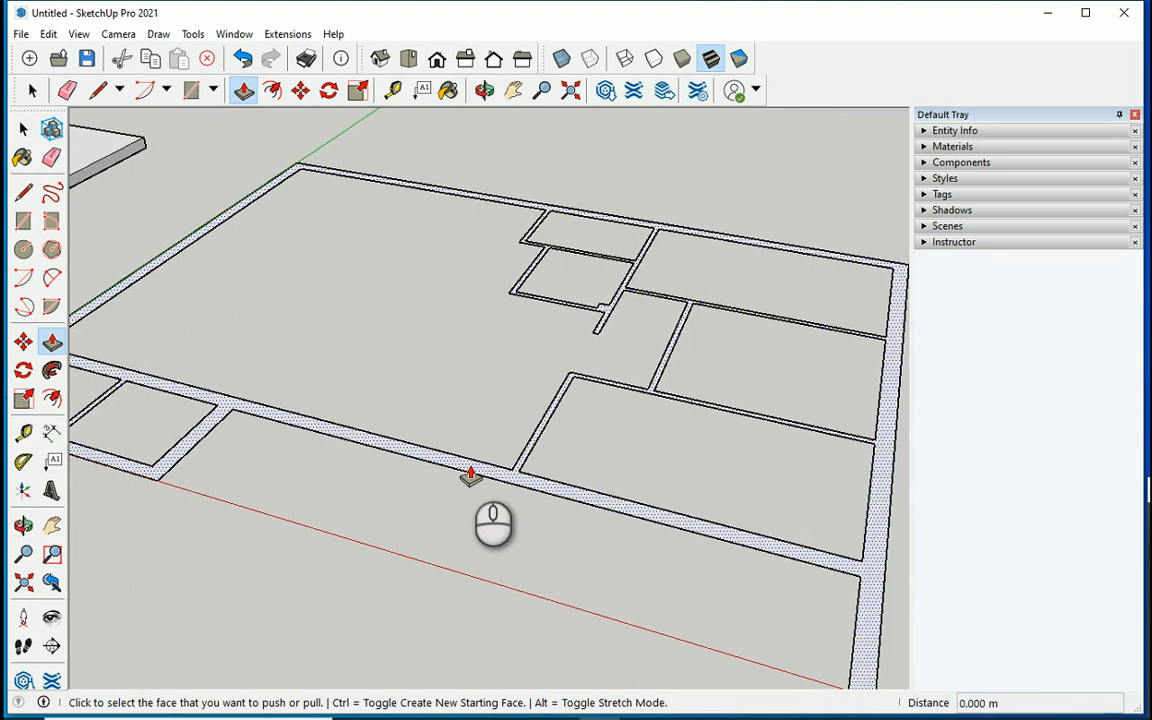 Untitled - SketchUp Pro 2021
File Edit View Camera Draw Tools Window Extensions Help
Default Tray
Entity Info
Materials
Components
Styles
Tags
Shadows
Scenes
Instructor
A1
A1
Click to select the face that you want to push or pull. | Ctrl = Toggle Create New Starting Face. | Alt = Toggle Stretch Mode.
Distance 0.000 m